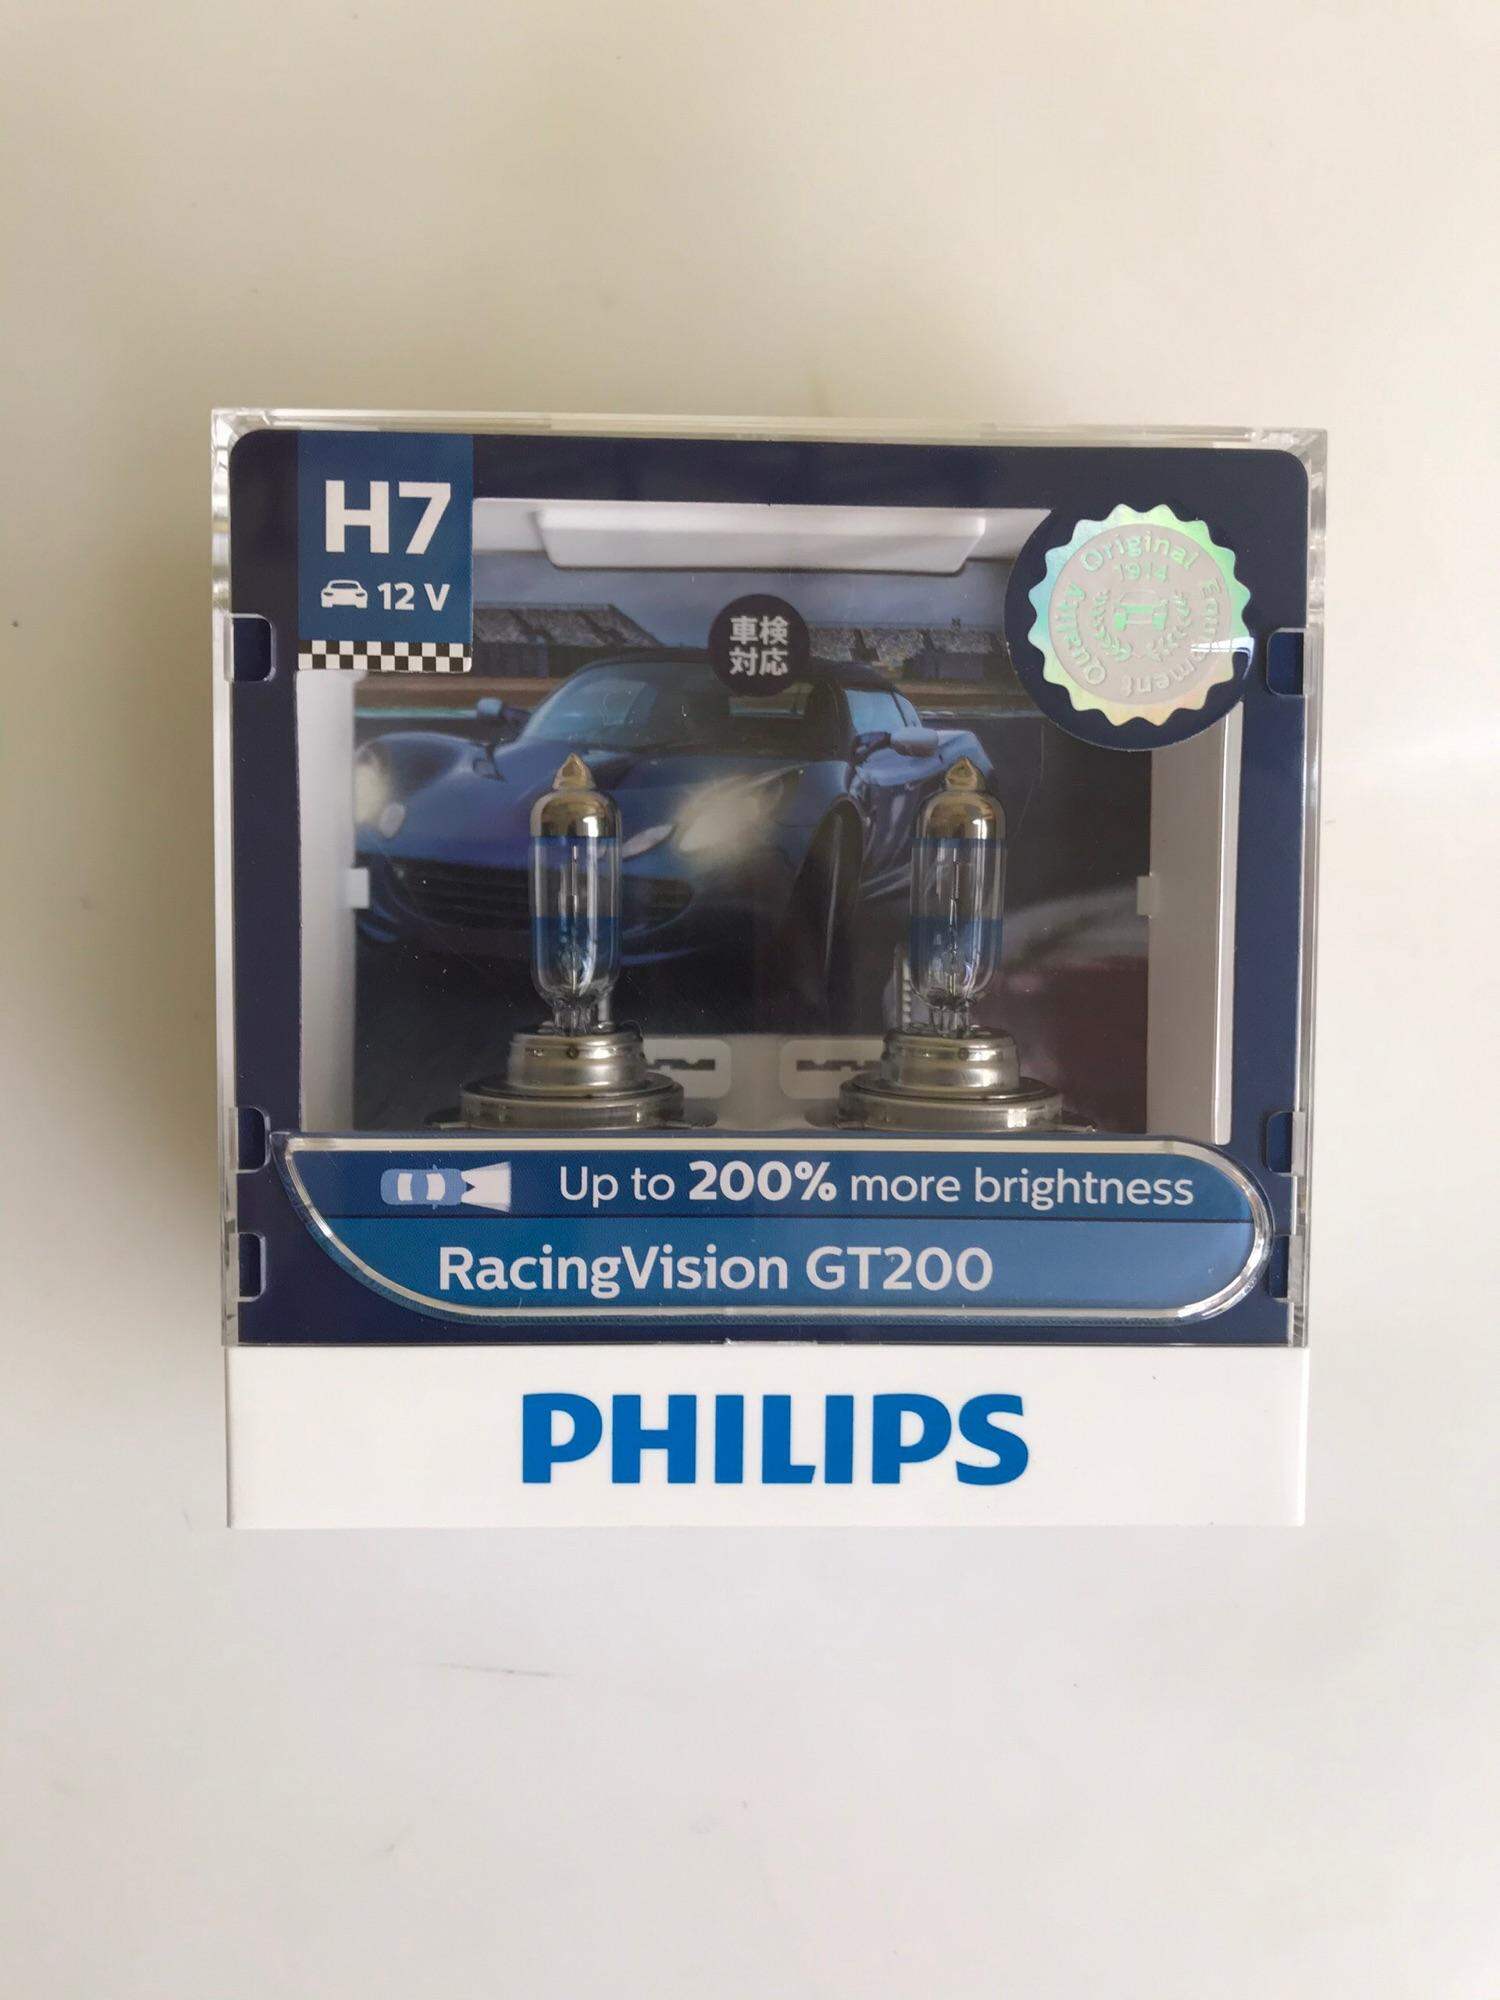 H7
12 V
車検
対応
Quality Original Equipment
1914
Up to 200% more brightness
RacingVision GT200
PHILIPS